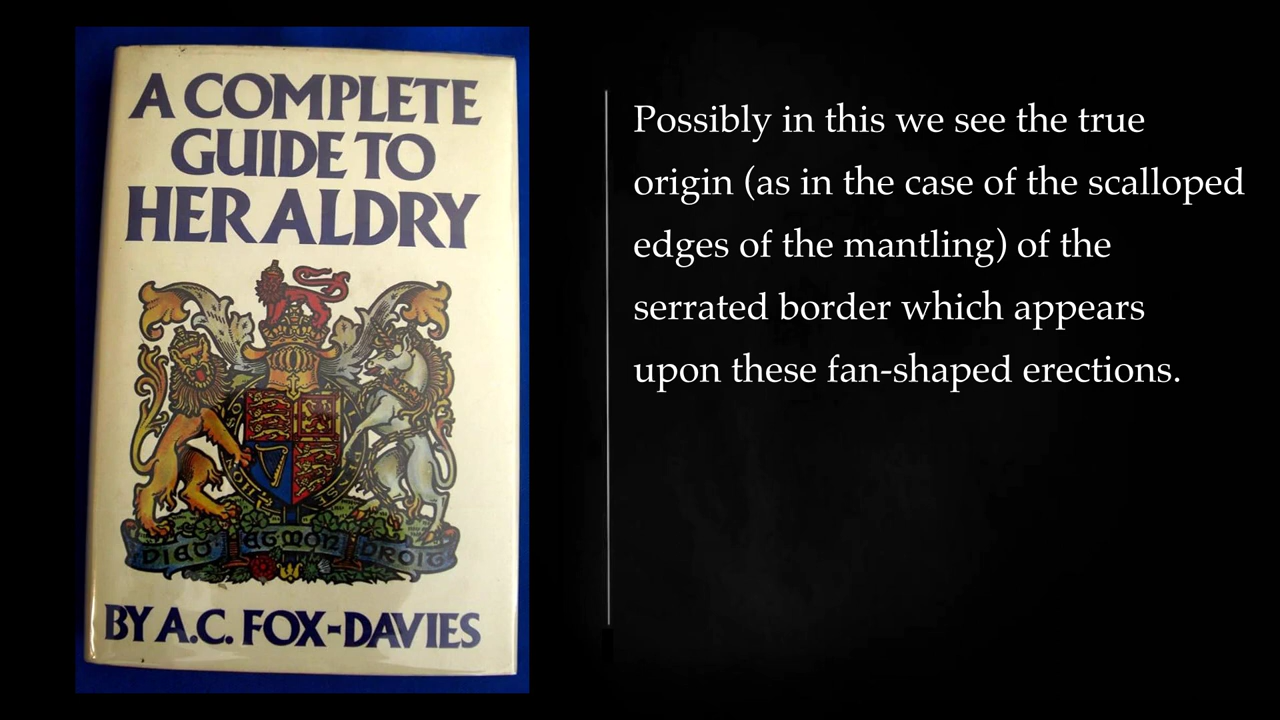 A COMPLETE
GUIDE TO
HERALDRY
DIEU ET MON DROIT
BY A.C. FOX-DAVIES
Possibly in this we see the true
origin (as in the case of the scalloped
edges of the mantling) of the
serrated border which appears
upon these fan-shaped erections.